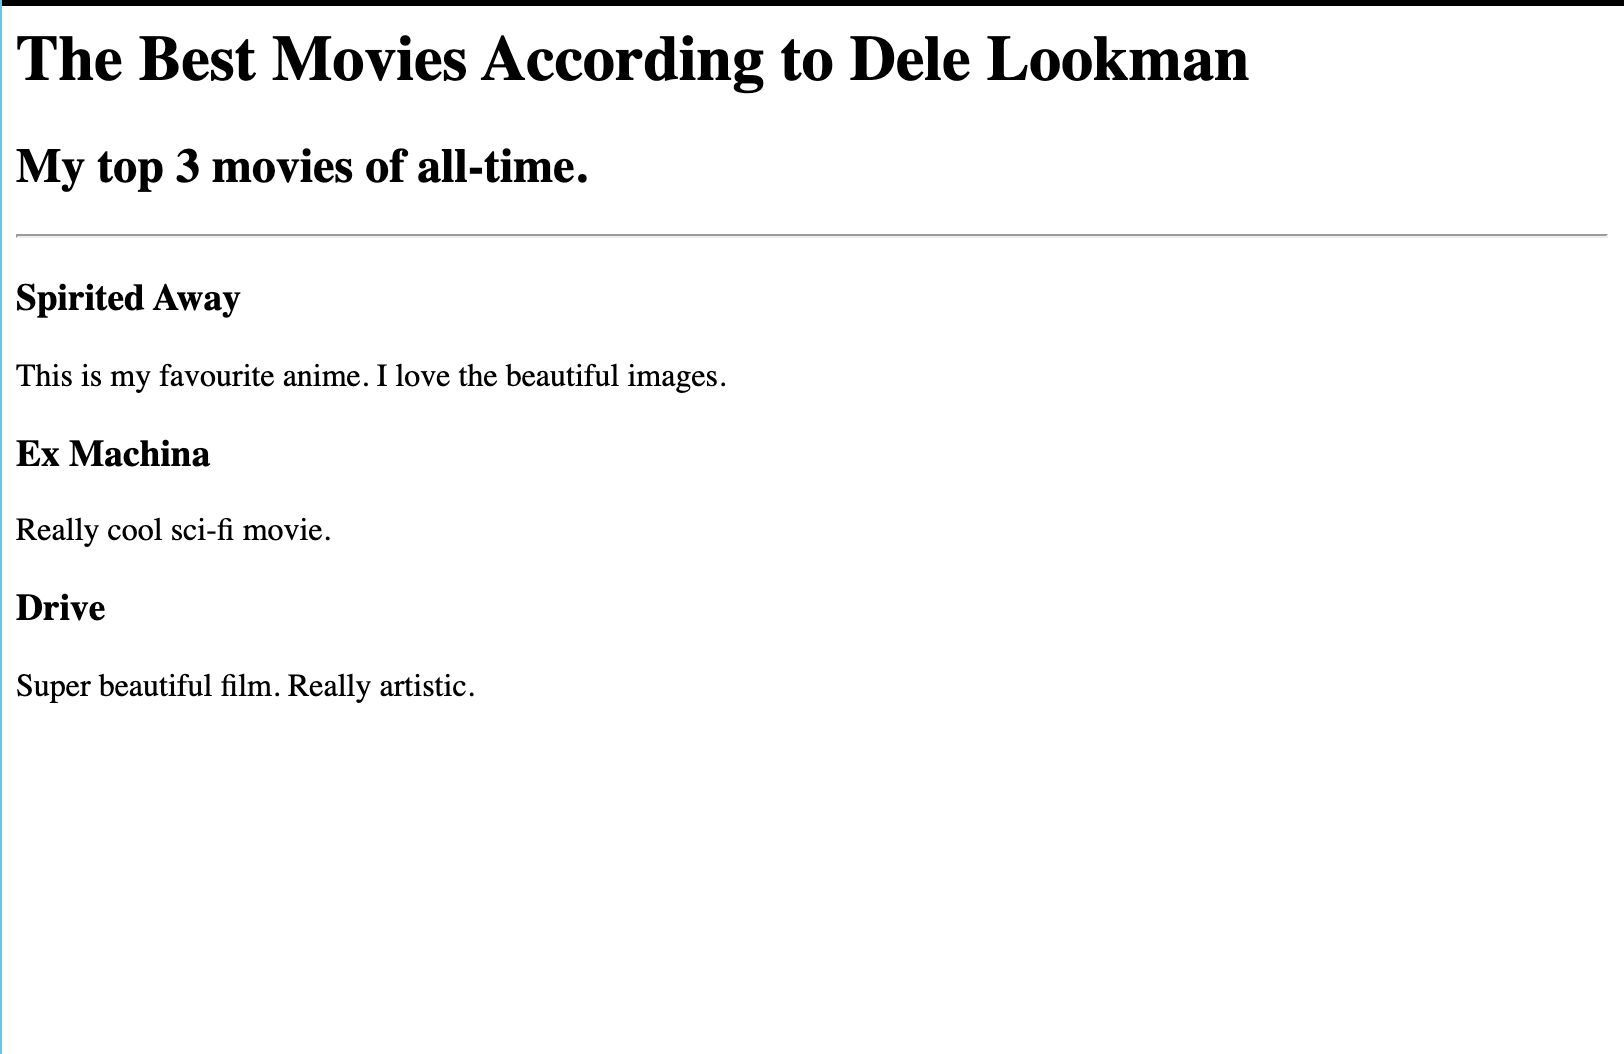 The Best Movies According to Dele Lookman
My top 3 movies of all-time.
Spirited Away
This is my favourite anime. I love the beautiful images.
Ex Machina
Really cool sci-fi movie.
Drive
Super beautiful film. Really artistic.